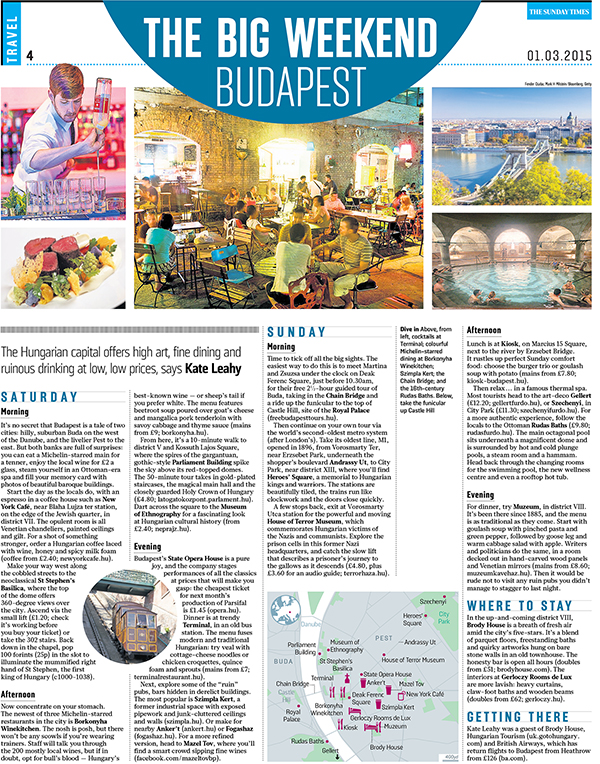 THE SUNDAY TIMES
TRAVEL
4
THE BIG WEEKEND
BUDAPEST
01.03.2015
The Hungarian capital offers high art, fine dining and
ruinous drinking at low, low prices, says Kate Leahy
SATURDAY
Morning
It's no secret that Budapest is a tale of two
cities: hilly, suburban Buda on the west
of the Danube, and the livelier Pest to the
east. But both banks are full of surprises:
you can eat a Michelin-starred main for
a tenner, enjoy the local wine for £2 a
glass, steam yourself in an Ottoman-era
spa and fill your memory card with
photos of beautiful baroque buildings.
Start the day as the locals do, with an
espresso in a coffee house such as New
York Café, near Blaha Lujza ter station,
on the edge of the Jewish quarter, in
district VII. The opulent room is all
Venetian chandeliers, painted ceilings
and gilt. For a shot of something
stronger, order a Hungarian coffee laced
with wine, honey and spicy milk foam
(coffee from £2.40; newyorkcafe.hu).
Make your way west along
the cobbled streets to the
neoclassical St Stephen's
Basilica, where the top
of the dome offers
360-degree views over
the city. Ascend via the
small lift (£1.20; check
it's working before
you buy your ticket) or
take the 302 stairs. Back
down in the chapel, pop
100 forints (25p) in the slot to
illuminate the mummified right
hand of St Stephen, the first
king of Hungary (c1000-1038).
Afternoon
Now concentrate on your stomach.
The newest of three Michelin-starred
restaurants in the city is Borkonyha
Winekitchen. The nosh is posh, but there
won't be any scowls if you're wearing
trainers. Staff will talk you through
the 200 mostly local wines, but if in
doubt, opt for bull's blood — Hungary's
best-known wine — or sheep's tail if
you prefer white. The menu features
beetroot soup poured over goat's cheese
and mangalica pork tenderloin with
savoy cabbage and thyme sauce (mains
from £9; borkonyha.hu).
From here, it's a 10-minute walk to
district V and Kossuth Lajos Square,
where the spires of the gargantuan,
gothic-style Parliament Building spike
the sky above its red-topped domes.
The 50-minute tour takes in gold-plated
staircases, the magical main hall and the
closely guarded Holy Crown of Hungary
(£4.80; latogatokozpont.parlament.hu).
Dart across the square to the Museum
of Ethnography for a fascinating look
at Hungarian cultural history (from
£2.40; neprajz.hu).
Evening
Budapest's State Opera House is a pure
joy, and the company stages
performances of all the classics
at prices that will make you
gasp: the cheapest ticket
for next month's
production of Parsifal
is £1.45 (opera.hu).
Dinner is at trendy
Terminal, in an old bus
station. The menu fuses
modern and traditional
Hungarian: try veal with
cottage-cheese noodles or
chicken croquettes, quince
foam and sprouts (mains from £7;
terminalrestaurant.hu).
Next, explore some of the "ruin"
pubs, bars hidden in derelict buildings.
The most popular is Szimpla Kert, a
former industrial space with exposed
pipework and junk-cluttered ceilings
and walls (szimpla.hu). Or make for
nearby Anker't (ankert.hu) or Fogashaz
(fogashaz.hu). For a more refined
version, head to Mazel Tov, where you'll
find a smart crowd sipping fine wines
(facebook.com/mazeltovbp).
SUNDAY
Morning
Time to tick off all the big sights. The
easiest way to do this is to meet Martina
and Zsuzsa under the clock on Deak
Ferenc Square, just before 10.30am,
for their free 2½-hour guided tour of
Buda, taking in the Chain Bridge and
a ride up the funicular to the top of
Castle Hill, site of the Royal Palace
(freebudapesttours.hu).
Then continue on your own tour via
the world's second-oldest metro system
(after London's). Take its oldest line, M1,
opened in 1896, from Vorosmarty Ter,
near Erzsebet Park, underneath the
shopper's boulevard Andrassy Ut, to City
Park, near district XIII, where you'll find
Heroes' Square, a memorial to Hungarian
kings and warriors. The stations are
beautifully tiled, the trains run like
clockwork and the doors close quickly.
A few stops back, exit at Vorosmarty
Utca station for the powerful and moving
House of Terror Museum, which
commemorates Hungarian victims of
the Nazis and communists. Explore the
prison cells in this former Nazi
headquarters, and catch the slow lift
that describes a prisoner's journey to
the gallows as it descends (£4.80, plus
£3.60 for an audio guide; terrorhaza.hu).
Dive in Above, from
left, cocktails at
Terminal; colourful
Michelin-starred
dining at Borkonyha
Winekitchen;
Szimpla Kert; the
Chain Bridge; and
the 16th-century
Rudas Baths. Below,
take the funicular
up Castle Hill
Afternoon
Lunch is at Kiosk, on Marcius 15 Square,
next to the river by Erzsebet Bridge.
It rustles up perfect Sunday comfort
food: choose the burger trio or goulash
soup with potato (mains from £7.80;
kiosk-budapest.hu).
Then relax... in a famous thermal spa.
Most tourists head to the art-deco Gellert
(£12.20; gellertfurdo.hu), or Szechenyi, in
City Park (£11.30; szechenyifurdo.hu). For
a more authentic experience, follow the
locals to the Ottoman Rudas Baths (£9.80;
rudasfurdo.hu). The main octagonal pool
sits underneath a magnificent dome and
is surrounded by hot and cold plunge
pools, a steam room and a hammam.
Head back through the changing rooms
for the swimming pool, the new wellness
centre and even a rooftop hot tub.
Evening
For dinner, try Muzeum, in district VIII.
It's been there since 1885, and the menu
is as traditional as they come. Start with
goulash soup with pinched pasta and
green pepper, followed by goose leg and
warm cabbage salad with apple. Writers
and politicians do the same, in a room
decked out in hand-carved wood panels
and Venetian mirrors (mains from £8.60;
muzeumkavehaz.hu). Then it would be
rude not to visit any ruin pubs you didn't
manage to stagger to last night.
WHERE TO STAY
In the up-and-coming district VIII,
Brody House is a breath of fresh air
amid the city's five-stars. It's a blend
of parquet floors, freestanding baths
and quirky artworks hung on bare
stone walls in an old townhouse. The
honesty bar is open all hours (doubles
from £51; brodyhouse.com). The
interiors at Gerloczy Rooms de Lux
are more lavish: heavy curtains,
claw-foot baths and wooden beams
(doubles from £62; gerloczy.hu).
GETTING THERE
Kate Leahy was a guest of Brody House,
Hungarian Tourism (uk.gotohungary.
com) and British Airways, which has
return flights to Budapest from Heathrow
from £126 (ba.com).
Szechenyi
City
Park
Heroes'
Square
Danube
PEST
Andrassy Ut
Parliament
Building
Museum of
Ethnography
House of Terror Museum
BUDA
St Stephen's
Basilica
Terminal
State Opera House
Anker't
Mazel Tov
Chain Bridge
Castle
Hill
Deak
Ferenc
Square
New York Café
Szimpla Kert
Royal
Palace
Borkonyha
Winekitchen
Gerloczy Rooms de Lux
Kiosk
Muzeum
Rudas Baths
Brody House
Gellert
400yd